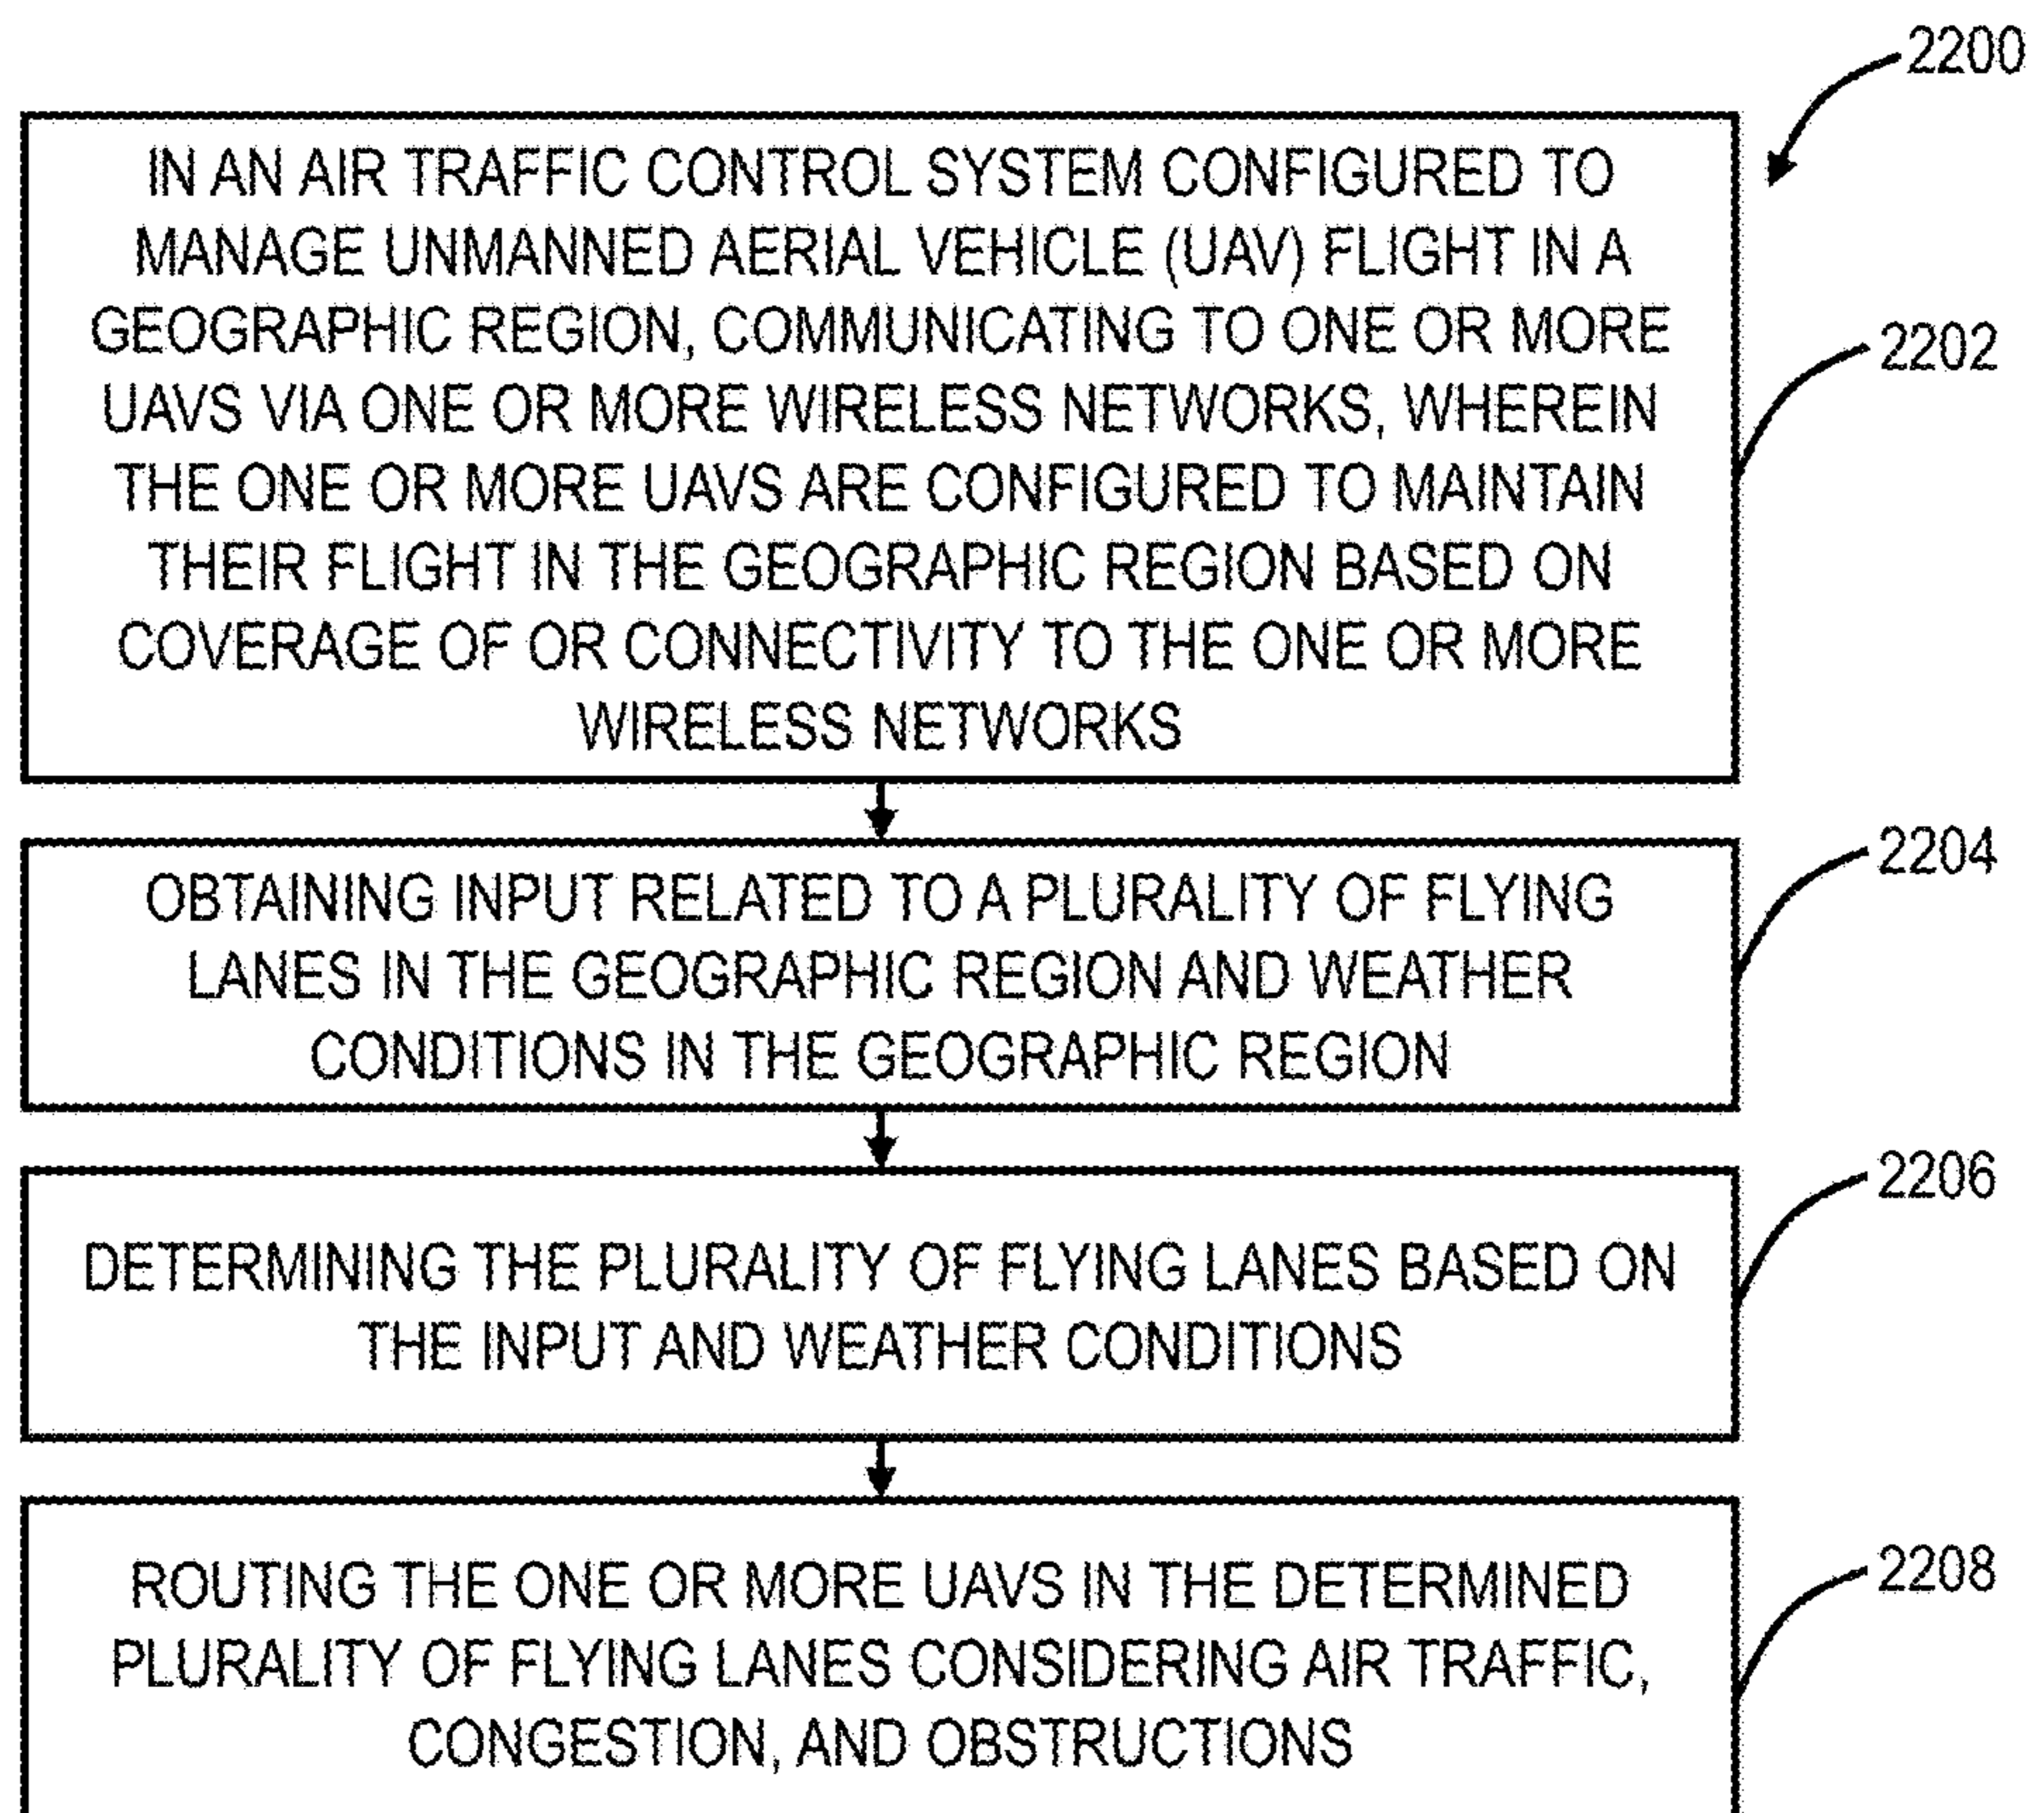 2200
IN AN AIR TRAFFIC CONTROL SYSTEM CONFIGURED TO
MANAGE UNMANNED AERIAL VEHICLE (UAV) FLIGHT IN A
GEOGRAPHIC REGION, COMMUNICATING TO ONE OR MORE
UAVS VIA ONE OR MORE WIRELESS NETWORKS, WHEREIN
THE ONE OR MORE UAVS ARE CONFIGURED TO MAINTAIN
THEIR FLIGHT IN THE GEOGRAPHIC REGION BASED ON
COVERAGE OF OR CONNECTIVITY TO THE ONE OR MORE
WIRELESS NETWORKS
2202
OBTAINING INPUT RELATED TO A PLURALITY OF FLYING
LANES IN THE GEOGRAPHIC REGION AND WEATHER
CONDITIONS IN THE GEOGRAPHIC REGION
2204
DETERMINING THE PLURALITY OF FLYING LANES BASED ON
THE INPUT AND WEATHER CONDITIONS
2206
ROUTING THE ONE OR MORE UAVS IN THE DETERMINED
PLURALITY OF FLYING LANES CONSIDERING AIR TRAFFIC,
CONGESTION, AND OBSTRUCTIONS
2208